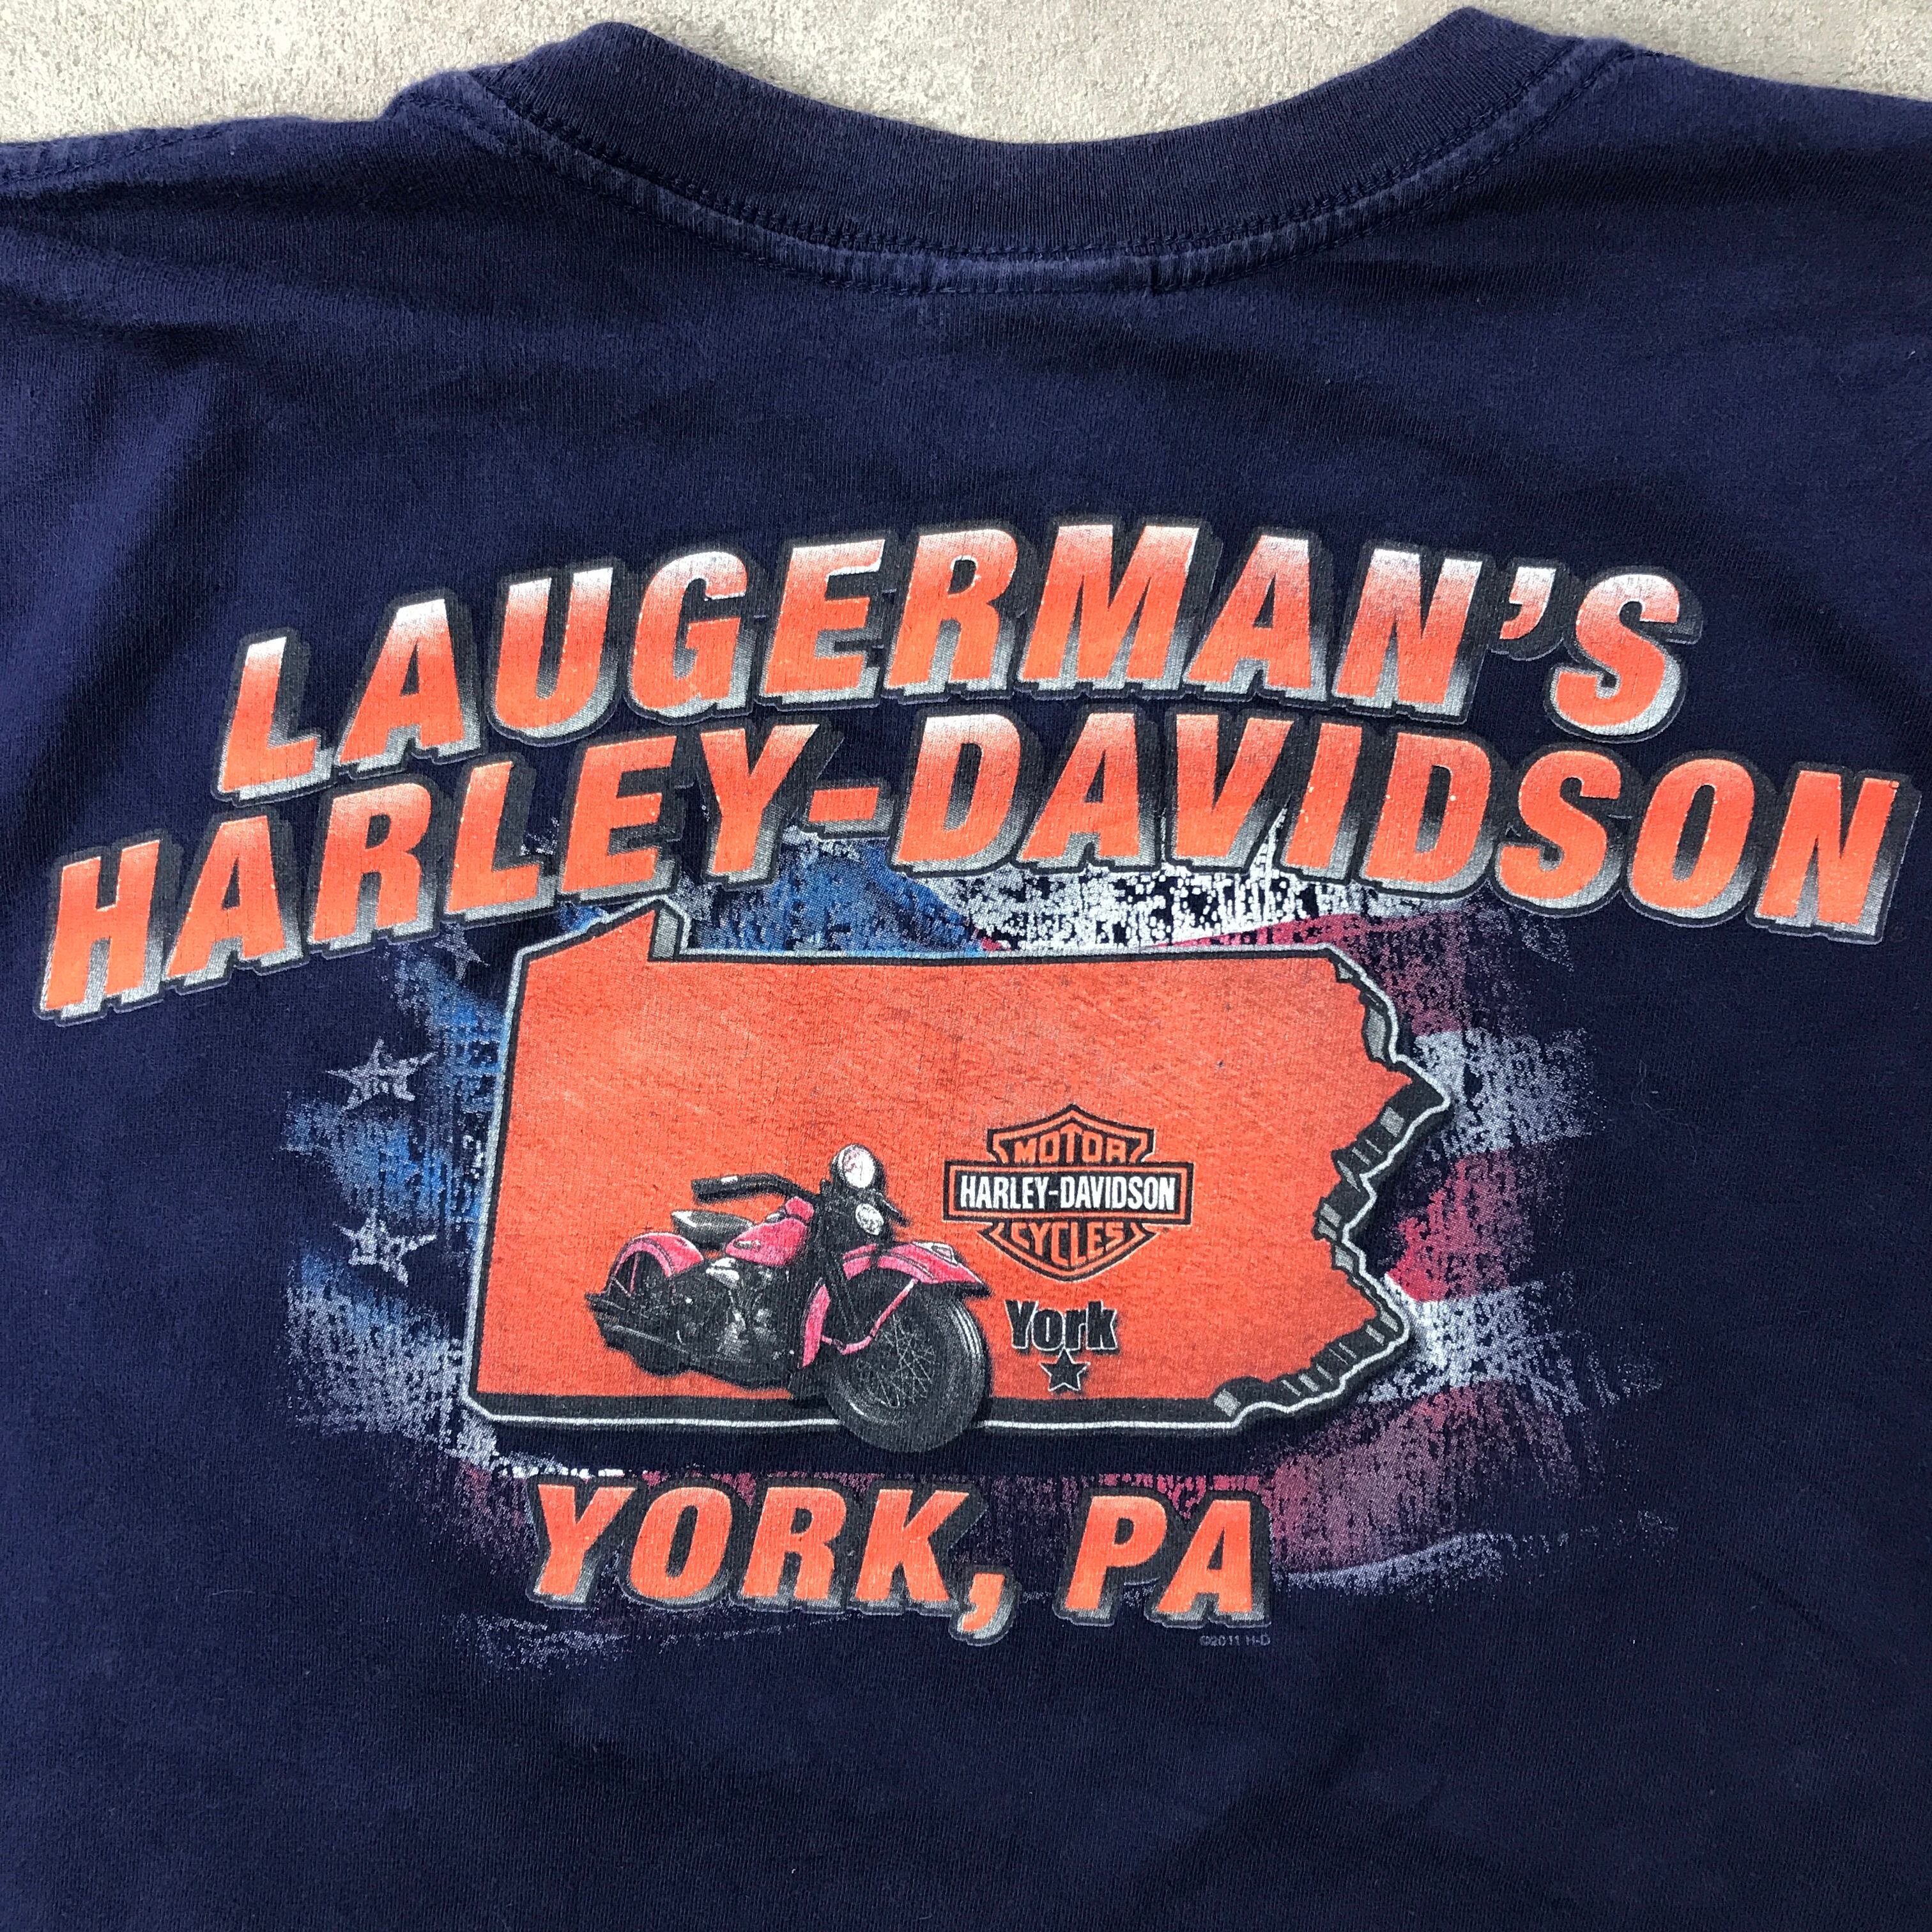 LAUGERMAN'S
HARLEY-DAVIDSON
MOTOR
HARLEY-DAVIDSON
CYCLES
York
YORK, PA
©2011 H-D